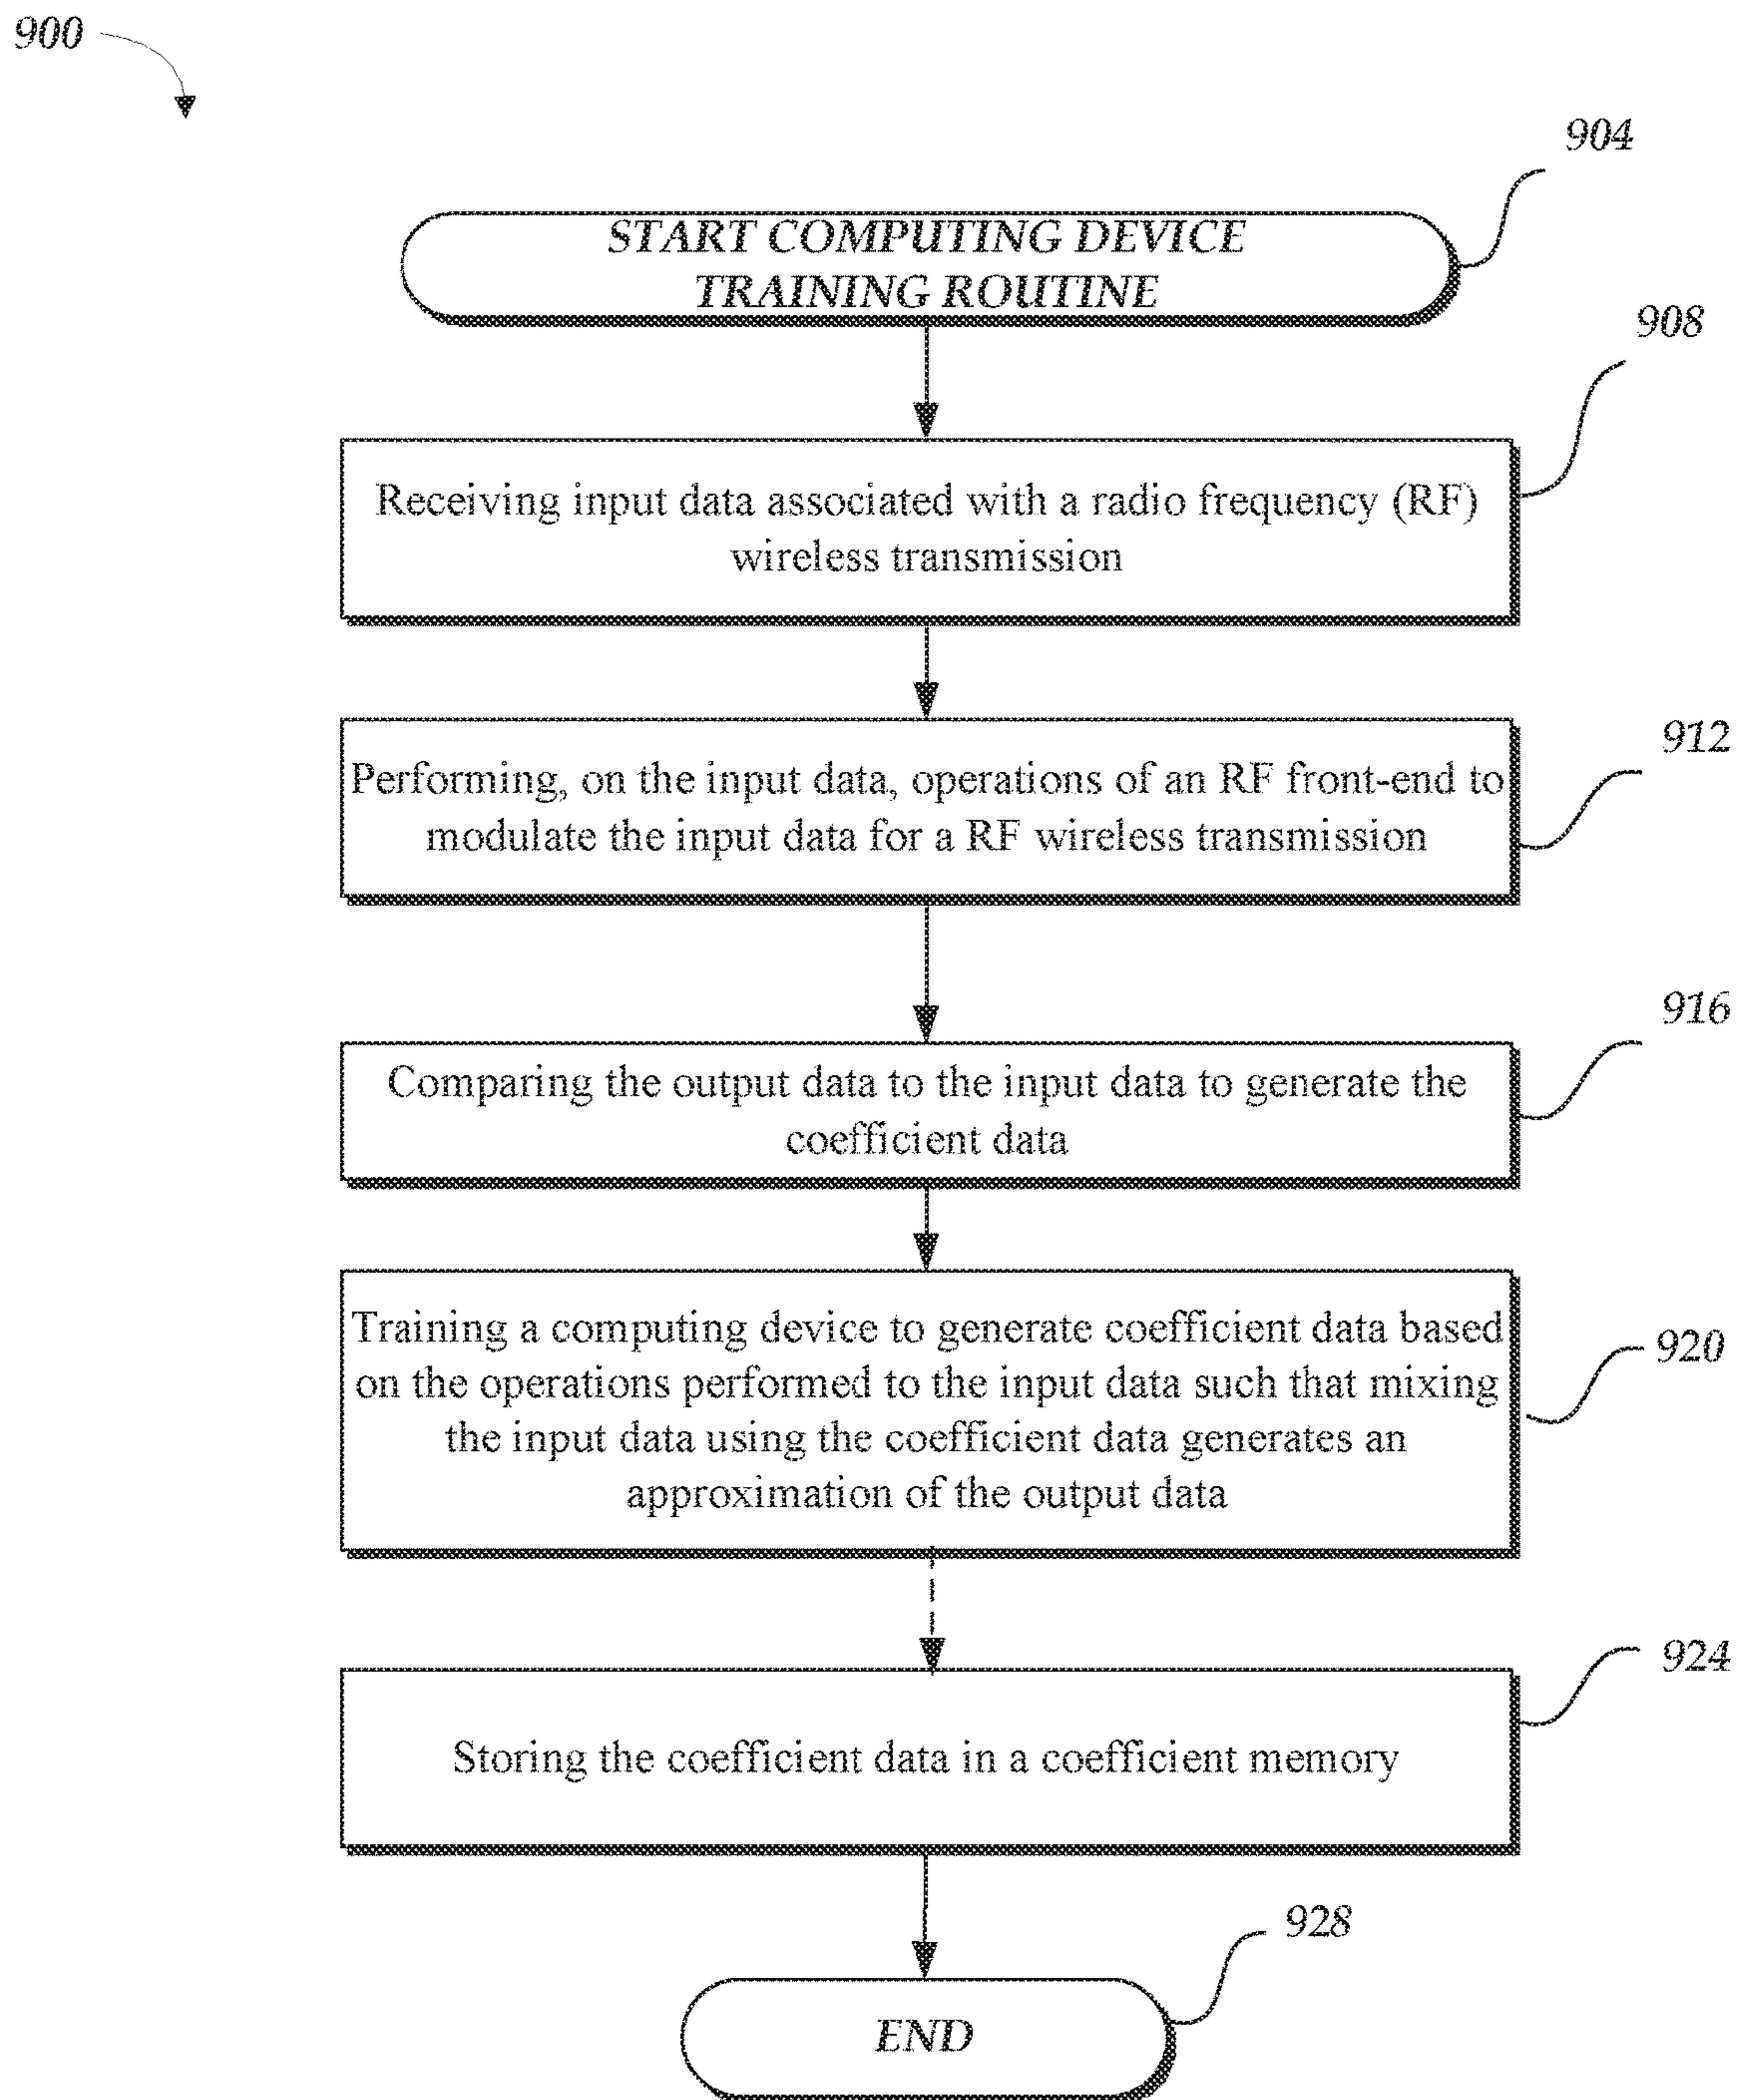 900
904
START COMPUTING DEVICE
TRAINING ROUTINE
908
Receiving input data associated with a radio frequency (RF)
wireless transmission
912
Performing, on the input data, operations of an RF front-end to
modulate the input data for a RF wireless transmission
916
Comparing the output data to the input data to generate the
coefficient data
920
Training a computing device to generate coefficient data based
on the operations performed to the input data such that mixing
the input data using the coefficient data generates an
approximation of the output data
924
Storing the coefficient data in a coefficient memory
928
END